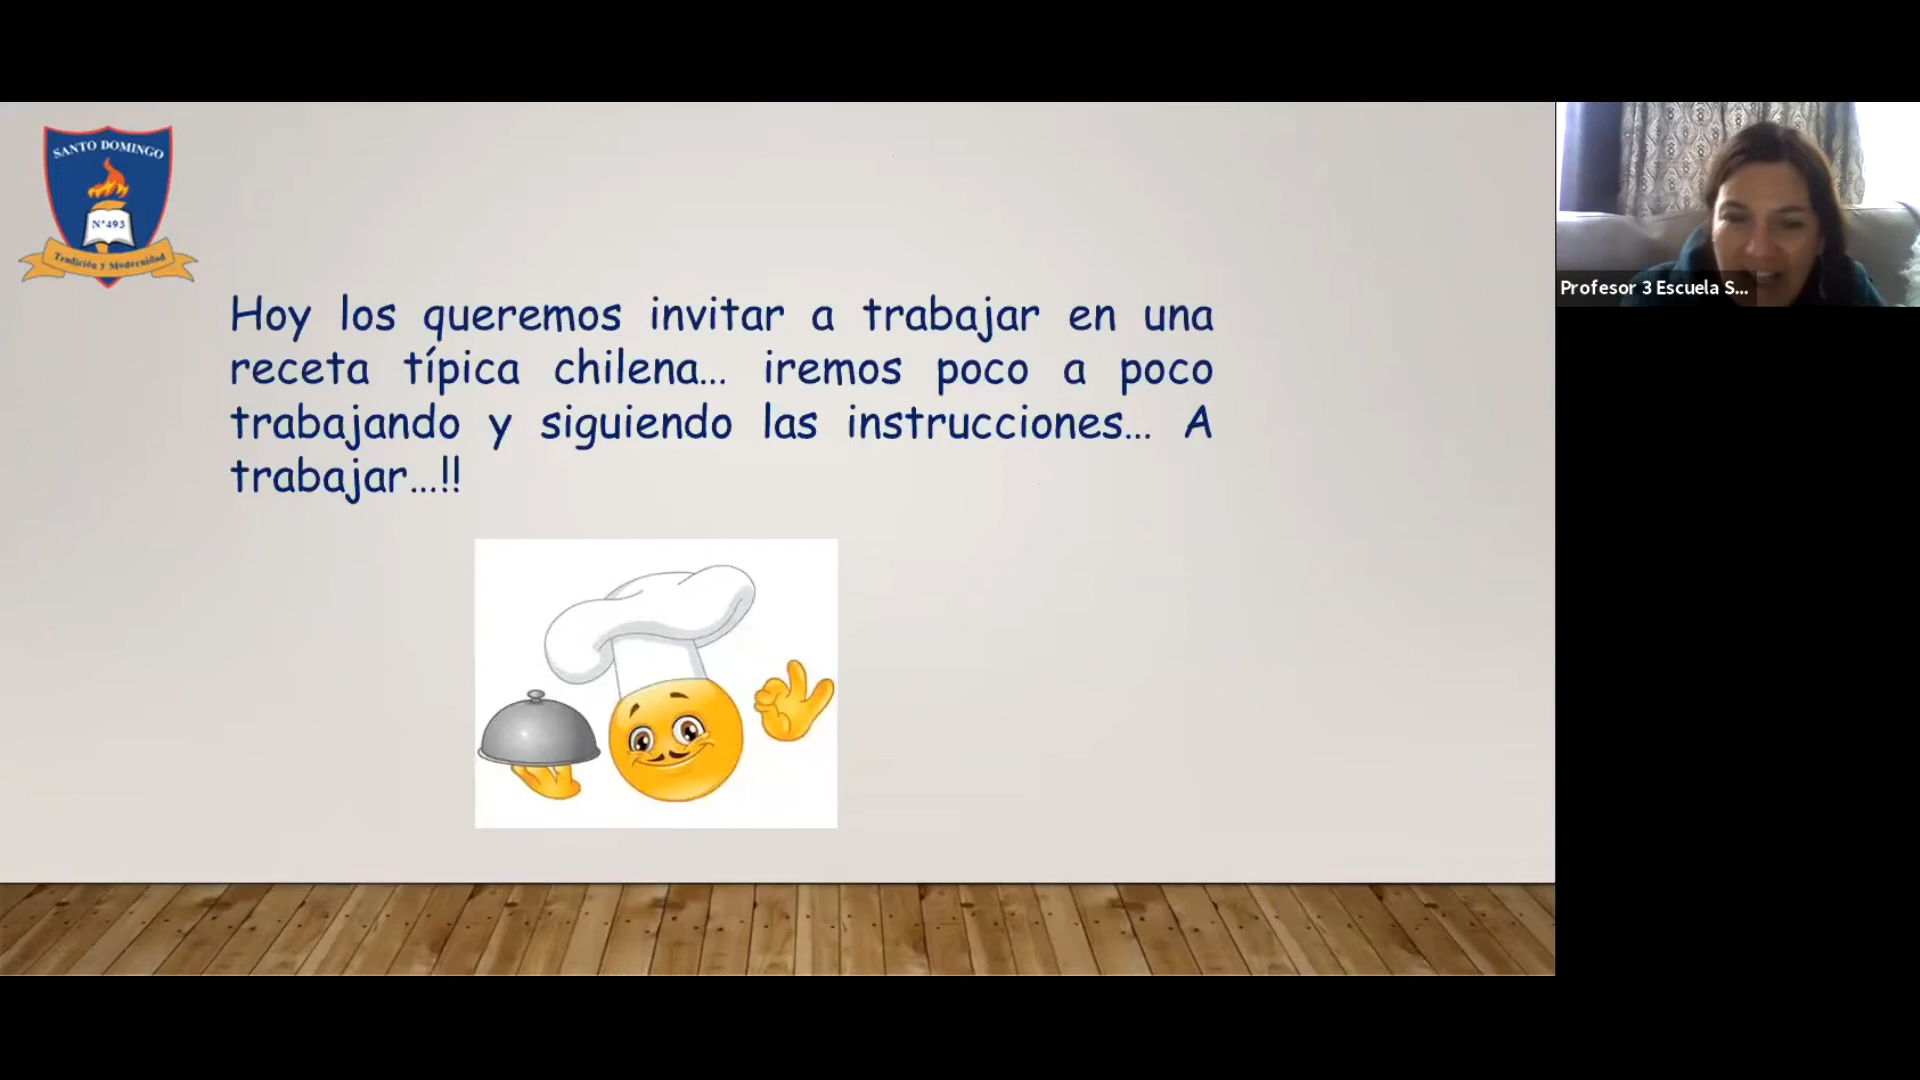 SANTO DOMINGO
N°493
Tradición y Modernidad
Hoy los queremos invitar a trabajar en una
receta típica chilena... iremos poco a poco
trabajando y siguiendo las instrucciones... A
trabajar...!!
Profesor 3 Escuela S...